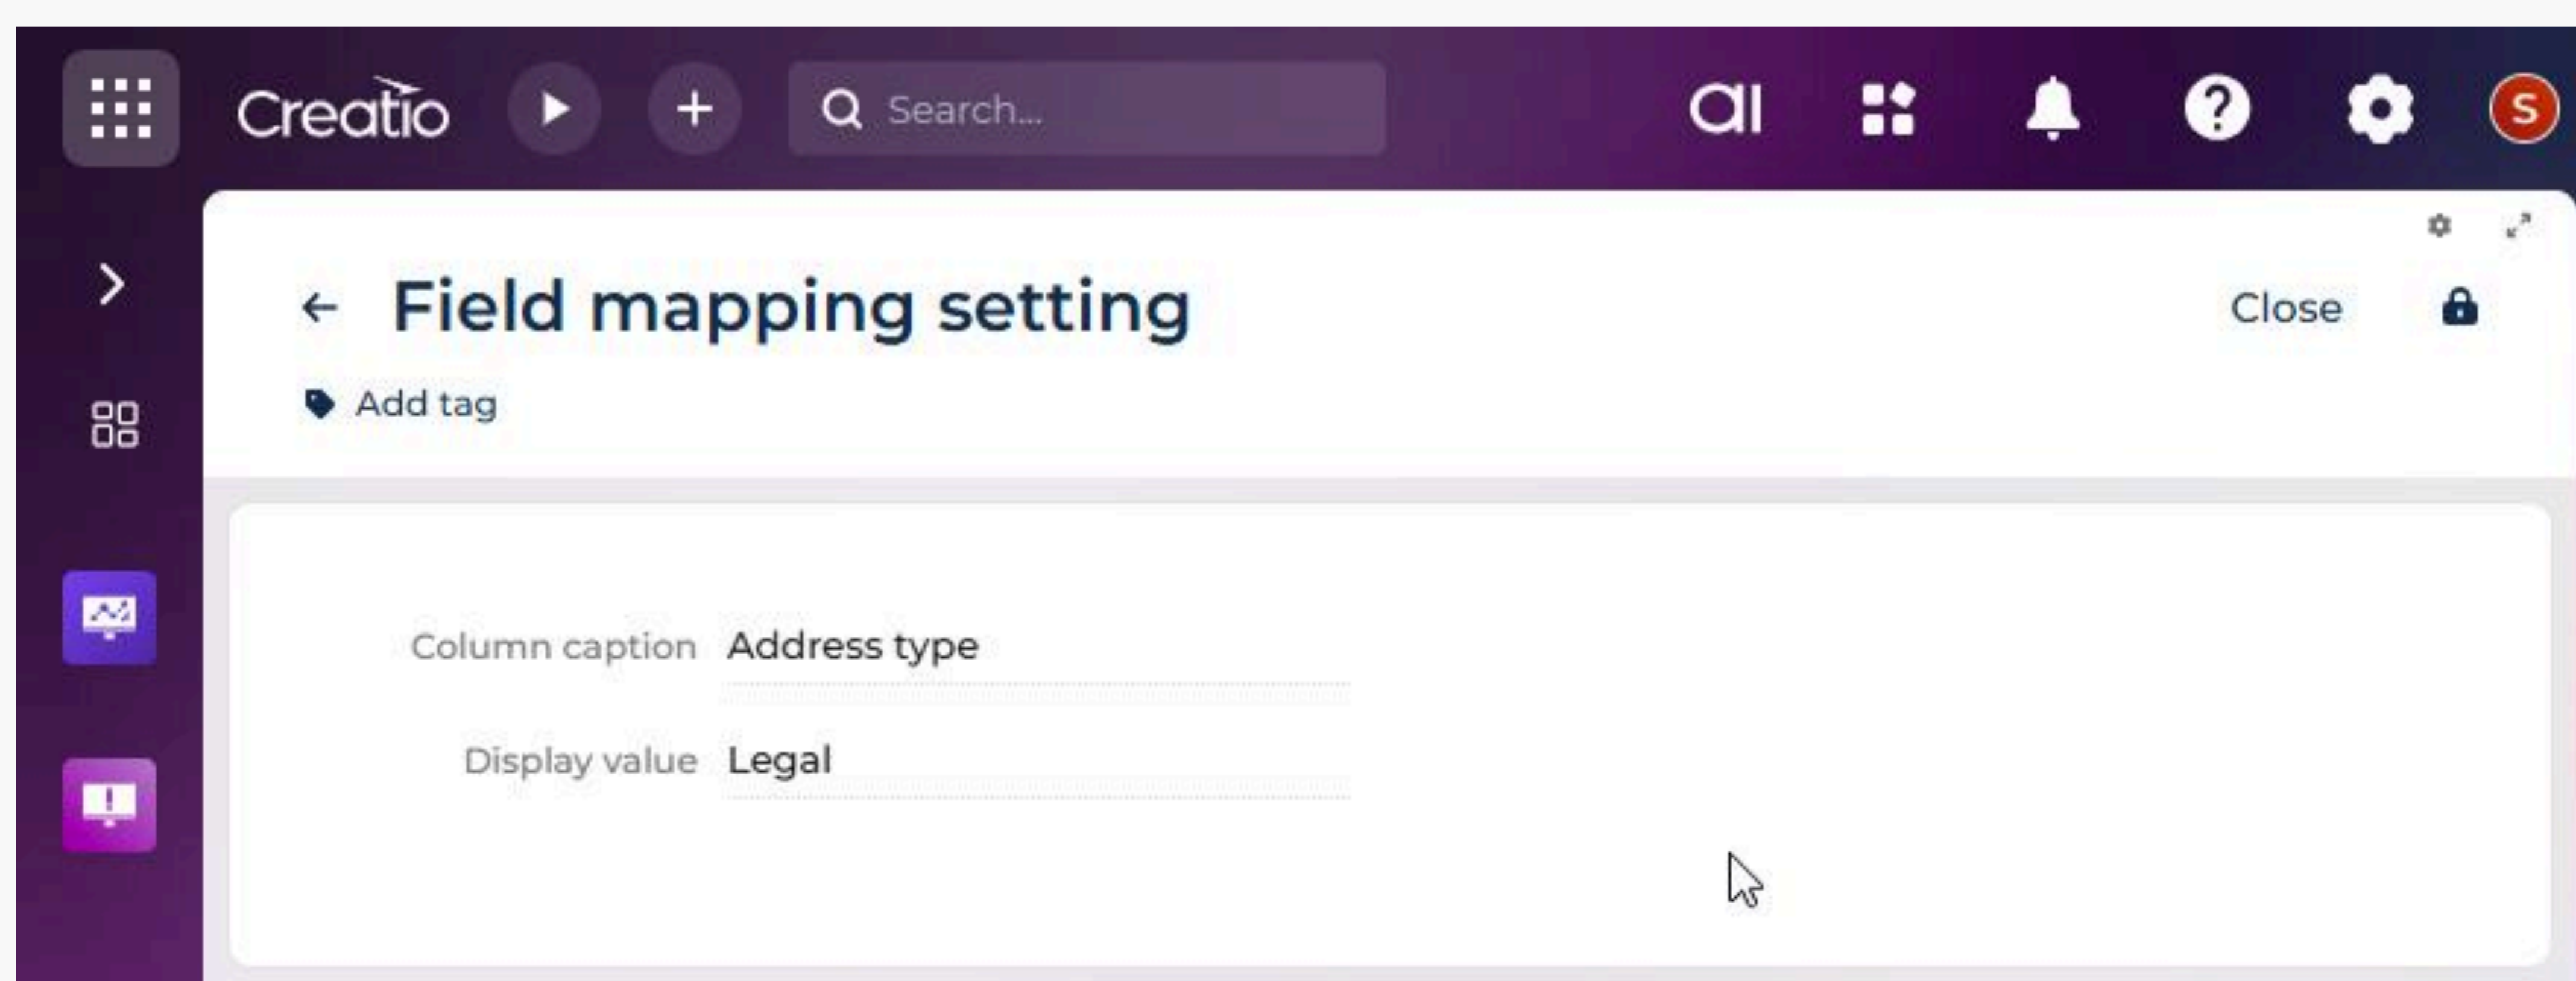 Creatio Search... ai S
Field mapping setting Close
Add tag
Column caption Address type
Display value Legal